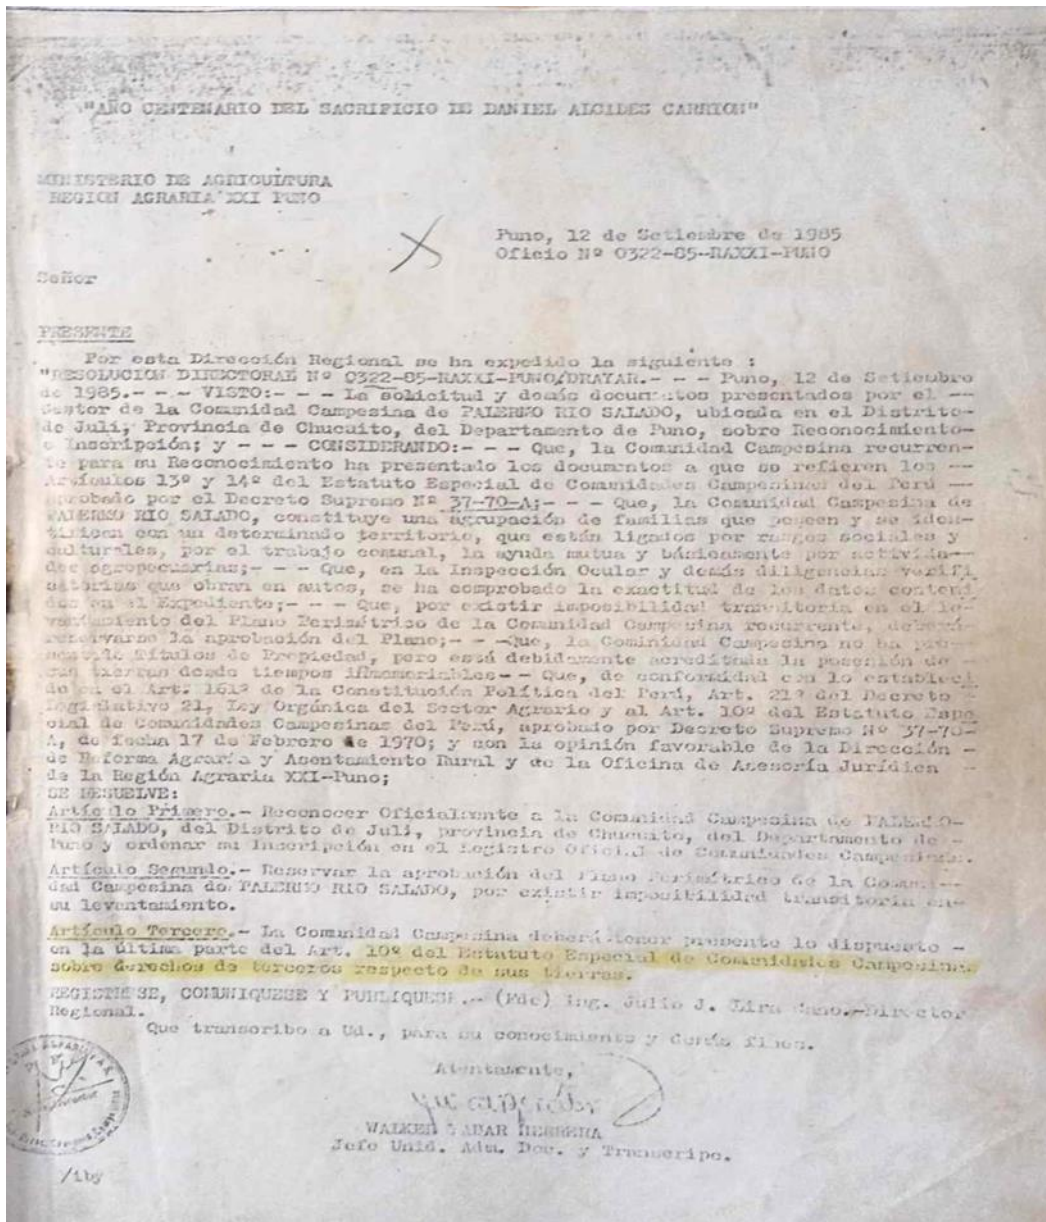 "AÑO CENTENARIO DEL SACRIFICIO DE DANIEL ALCIDES CARRION"
MINISTERIO DE AGRICULTURA
REGION AGRARIA XXI PUNO
Puno, 12 de Setiembre de 1985
Oficio Nº 0322-85-RAXXI-PUNO
Señor
PRESENTE
Por esta Dirección Regional se ha expedido la siguiente :
"RESOLUCION DIRECTORAL Nº 0322-85-RAXXI-PUNO/DRAYAR.- - - Puno, 12 de Setiembre
de 1985.- - - VISTO:- - - La solicitud y demás documentos presentados por el --
Gestor de la Comunidad Campesina de PALERMO RIO SALADO, ubicada en el Distrito-
de Juli, Provincia de Chucuito, del Departamento de Puno, sobre Reconocimiento-
e Inscripción; y - - - CONSIDERANDO:- - - Que, la Comunidad Campesina recurren-
te para su Reconocimiento ha presentado los documntos a que se refieren los --
Artículos 13º y 14º del Estatuto Especial de Comunidades Campesinas del Perú --
aprobado por el Decreto Supremo Nº 37-70-A;- - - Que, la Comunidad Campesina de
PALERMO RIO SALADO, constituye una agrupación de familias que poseen y se iden-
tifican con un determinado territorio, que están ligados por rasgos sociales y
culturales, por el trabajo comunal, la ayuda mutua y básicamente por activida--
des agropecuarias;- - - Que, en la Inspección Ocular y demás diligencias verifi
catorias que obran en autos, se ha comprobado la exactitud de los datos conteni
dos en el Expediente;- - - Que, por existir imposibilidad transitoria en el le-
vantamiento del Plano Perimétrico de la Comunidad Campesina recurrente, deberá-
reservarse la aprobación del Plano;- - -Que, la Comunidad Campesina no ha pre-
sentado Títulos de Propiedad, pero está debidamente acreditada la posesión de -
sus tierras desde tiempos inmemoriables-- Que, de conformidad con lo estableci
do en el Art. 161º de la Constitución Política del Perú, Art. 21º del Decreto -
Legislativo 21, Ley Orgánica del Sector Agrario y al Art. 10º del Estatuto Espe
cial de Comunidades Campesinas del Perú, aprobado por Decreto Supremo Nº 37-70-
A, de fecha 17 de Febrero de 1970; y con la opinión favorable de la Dirección -
de Reforma Agraria y Asentamiento Rural y de la Oficina de Asesoría Jurídica -
de la Región Agraria XXI-Puno;
SE RESUELVE:
Artículo Primero.- Reconocer Oficialmente a la Comunidad Campesina de PALERMO-
RIO SALADO, del Distrito de Juli, provincia de Chucuito, del Departamento de -
Puno y ordenar su Inscripción en el Registro Oficial de Comunidades Campesinas.
Artículo Segundo.- Reservar la aprobación del Plano Perimétrico de la Comuni--
dad Campesina de PALERMO RIO SALADO, por existir imposibilidad transitoria en-
su leventamiento.
Artículo Tercero.- La Comunidad Campesina deberá tener presente lo dispuesto -
en la última parte del Art. 10º del Estatuto Especial de Comunidades Campesinas
sobre derechos de terceros respecto de sus tierras.
REGISTRESE, COMUNIQUESE Y PUBLIQUESE.- (Fdo) Ing. Julio J. Lira Cano.-Director
Regional.
Que transcribo a Ud., para su conocimiento y demás fines.
Atentamente,
WALKER TABAR HERRERA
Jefe Unid. Adm. Doc. y Transcripc.
/iby